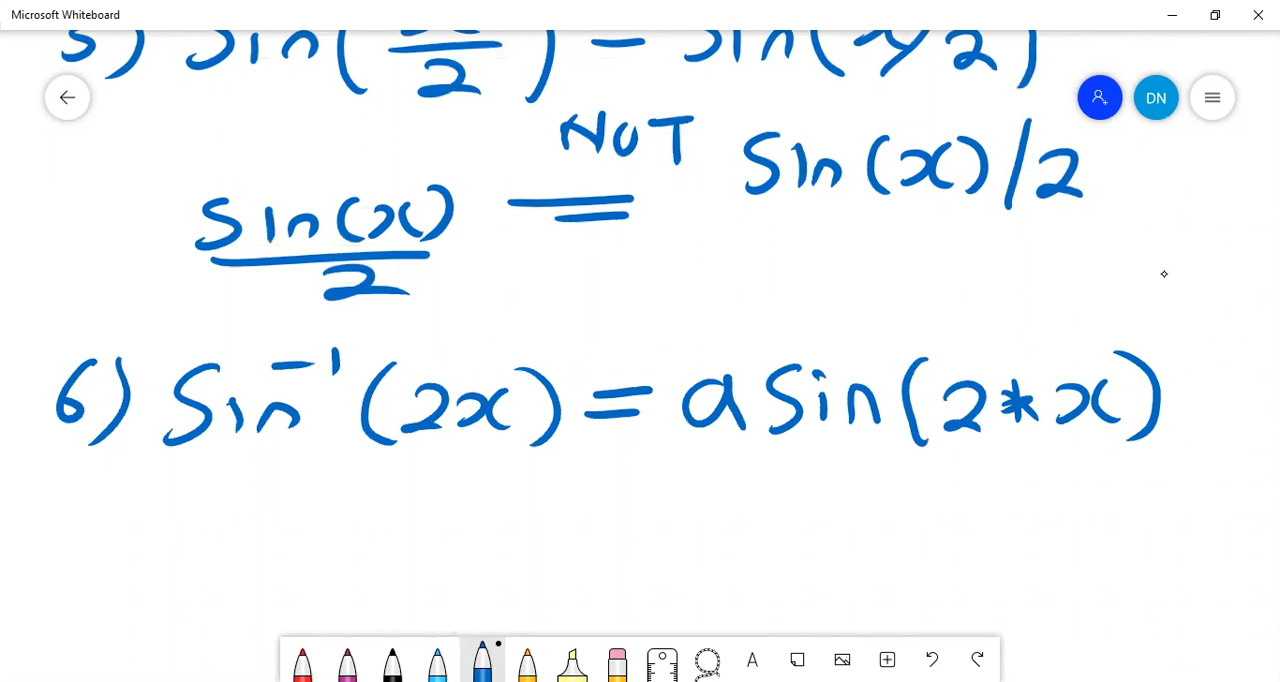 Microsoft Whiteboard
5) Sin(x/2) = Sin(x/2)
NOT Sin(x)/2
DN
sin(x)/2 =
6) Sin⁻¹(2x) = aSin(2*x)
A